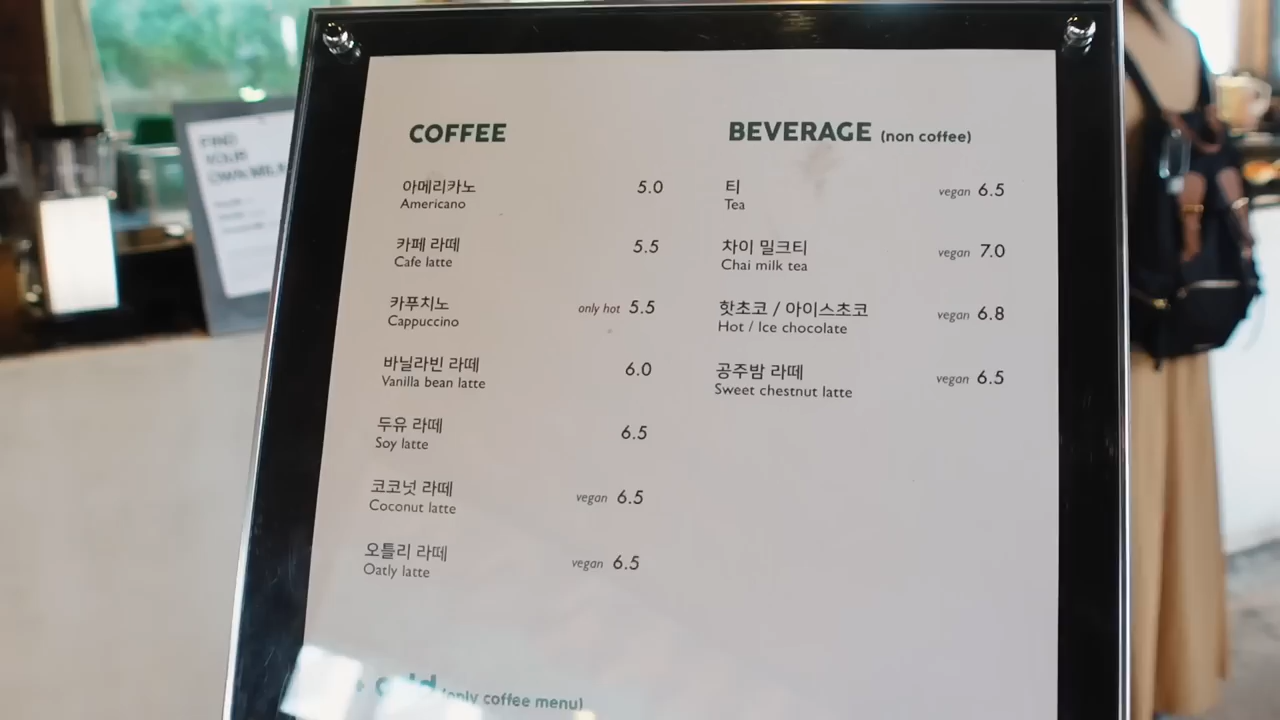 COFFEE
아메리카노 5.0
Americano
카페 라떼 5.5
Cafe latte
카푸치노 only hot 5.5
Cappuccino
바닐라빈 라떼 6.0
Vanilla bean latte
두유 라떼 6.5
Soy latte
코코넛 라떼 vegan 6.5
Coconut latte
오틀리 라떼 vegan 6.5
Oatly latte
(only coffee menu)
BEVERAGE (non coffee)
티 vegan 6.5
Tea
차이 밀크티 vegan 7.0
Chai milk tea
핫초코 / 아이스초코 vegan 6.8
Hot / Ice chocolate
공주밤 라떼 vegan 6.5
Sweet chestnut latte
FIND
YOUR
OWN MILK